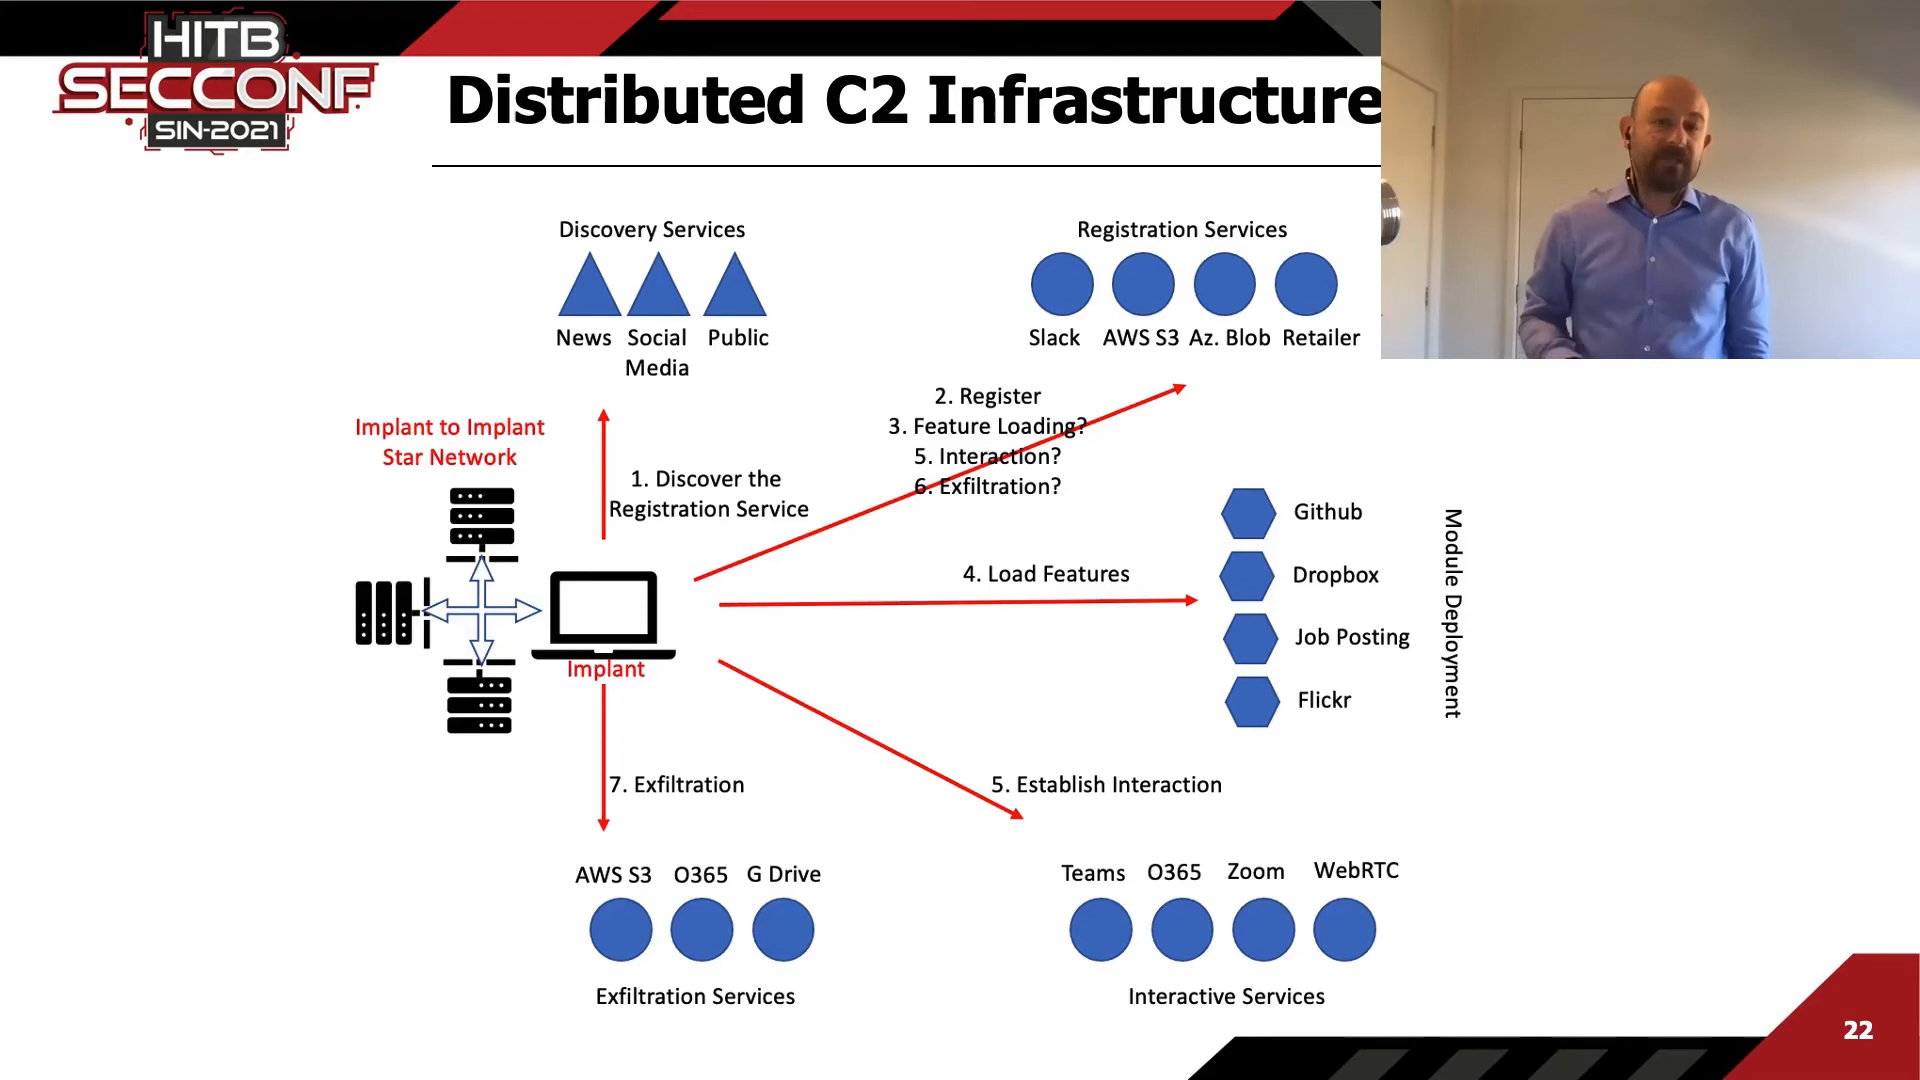 HITB
SECCONF
SIN-2021
Distributed C2 Infrastructure
Discovery Services
News
Social
Media
Public
Registration Services
Slack
AWS S3
Az. Blob
Retailer
2. Register
3. Feature Loading?
5. Interaction?
6. Exfiltration?
Implant to Implant
Star Network
1. Discover the
Registration Service
4. Load Features
Github
Dropbox
Job Posting
Flickr
Module Deployment
Implant
7. Exfiltration
5. Establish Interaction
AWS S3
O365
G Drive
Exfiltration Services
Teams
O365
Zoom
WebRTC
Interactive Services
22